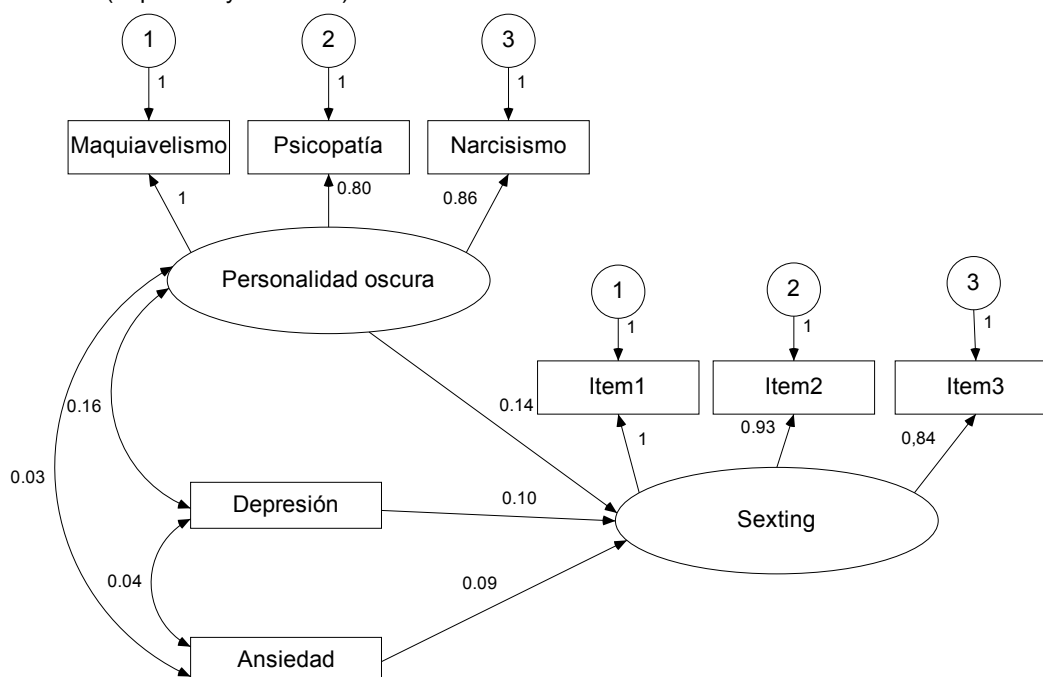 1
2
3
1
1
1
Maquiavelismo
Psicopatía
Narcisismo
1
0.80
0.86
Personalidad oscura
1
2
3
1
1
1
Item1
Item2
Item3
0.16
0.14
1
0.93
0,84
0.03
Depresión
0.10
Sexting
0.04
0.09
Ansiedad